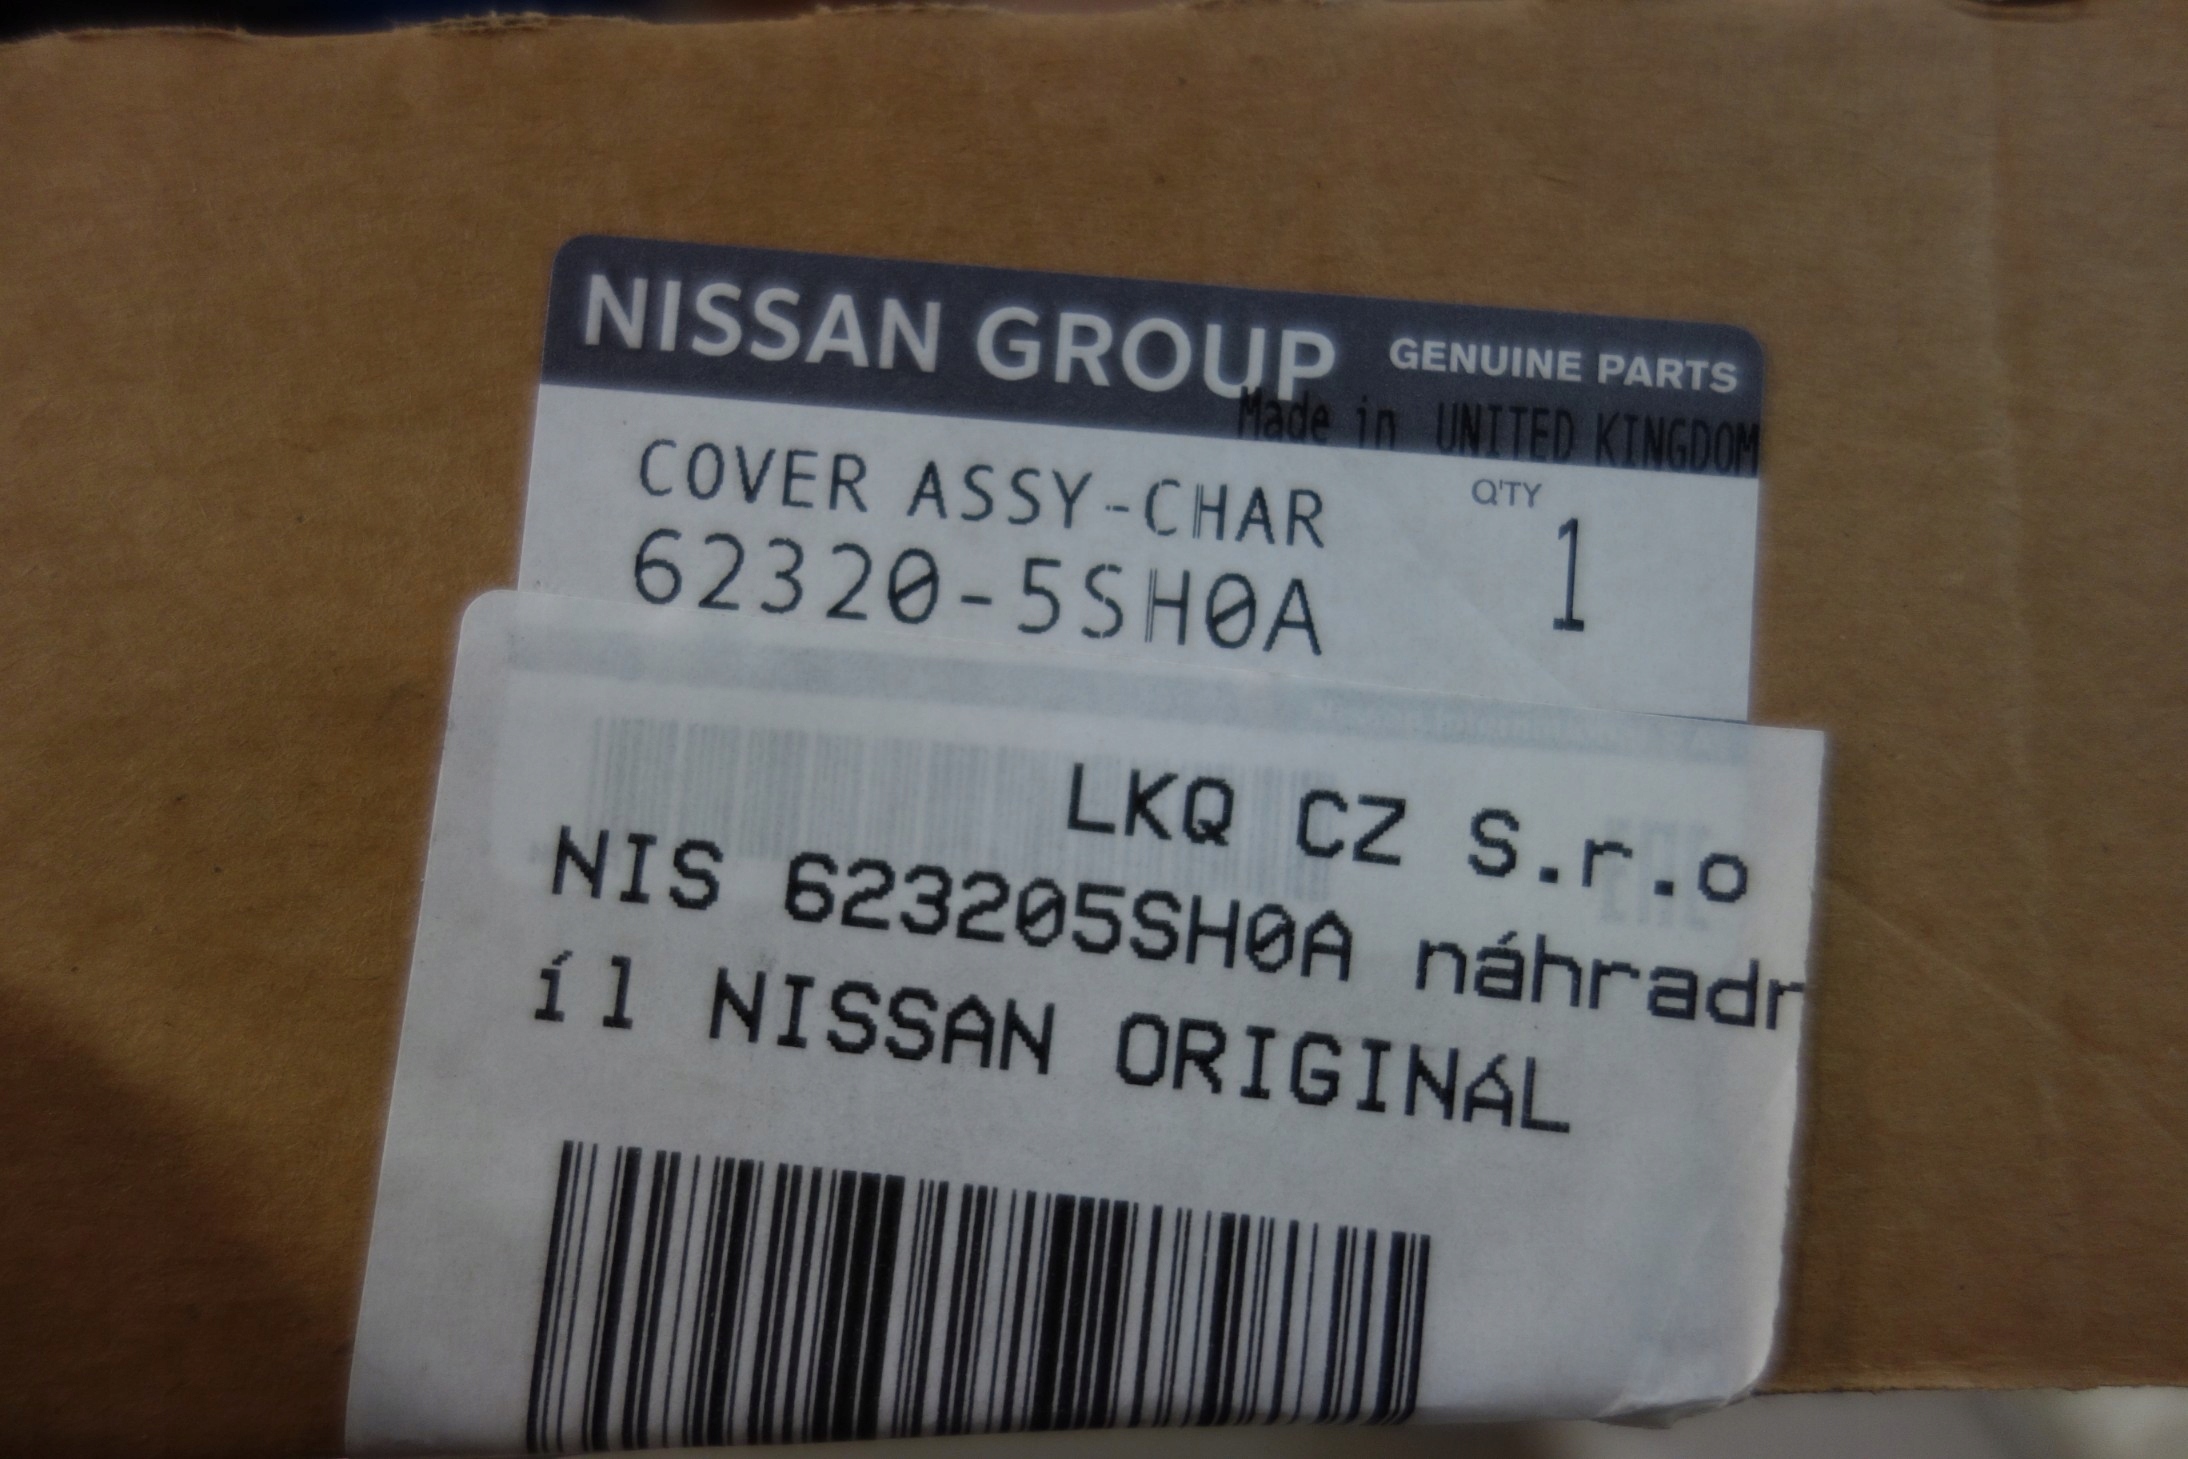 NISSAN GROUP GENUINE PARTS
Made in UNITED KINGDOM
COVER ASSY-CHAR
Q'TY 1
62320-5SH0A
LKQ CZ S.r.o
NIS 623205SH0A náhradr
íl NISSAN ORIGINÁL